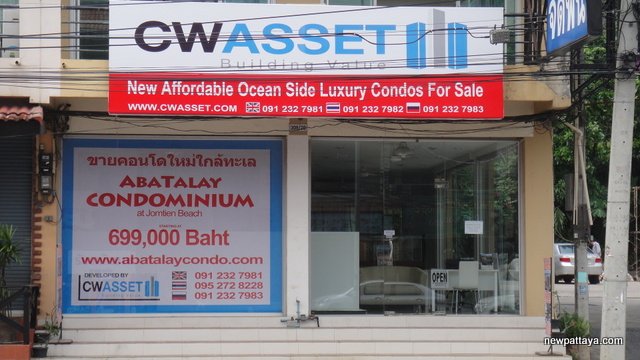 CWASSET
Building Value
New Affordable Ocean Side Luxury Condos For Sale
WWW.CWASSET.COM 091 232 7981 091 232 7982 091 232 7983
ขายคอนโดใหม่ใกล้ทะเล
ABATALAY
CONDOMINIUM
at Jomtien Beach
STARTING AT
699,000 Baht
www.abatalaycondo.com
DEVELOPED BY
CWASSET
091 232 7981
095 272 8228
091 232 7983
OPEN
newpattaya.com